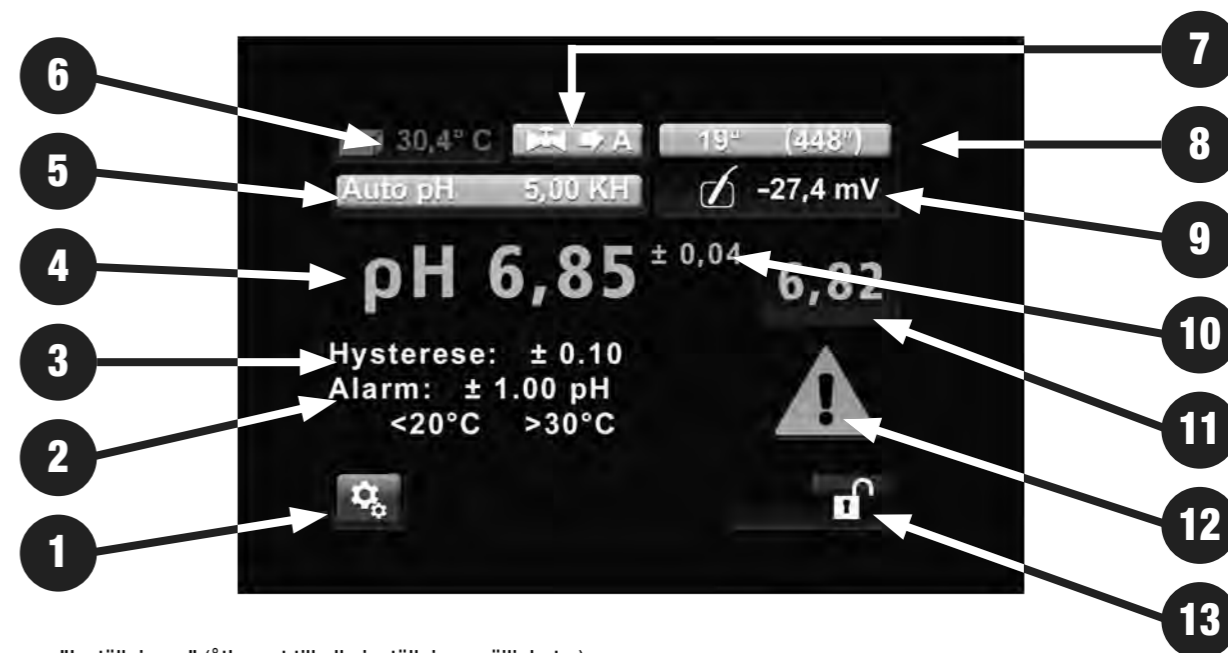 6
7
30,4° C
A
19" (448")
8
5
Auto pH 5,00 KH
-27,4 mV
9
4
pH 6,85 ± 0,04 6,82
10
3
Hysterese: ± 0.10
Alarm: ± 1.00 pH
<20°C >30°C
2
11
1
12
13